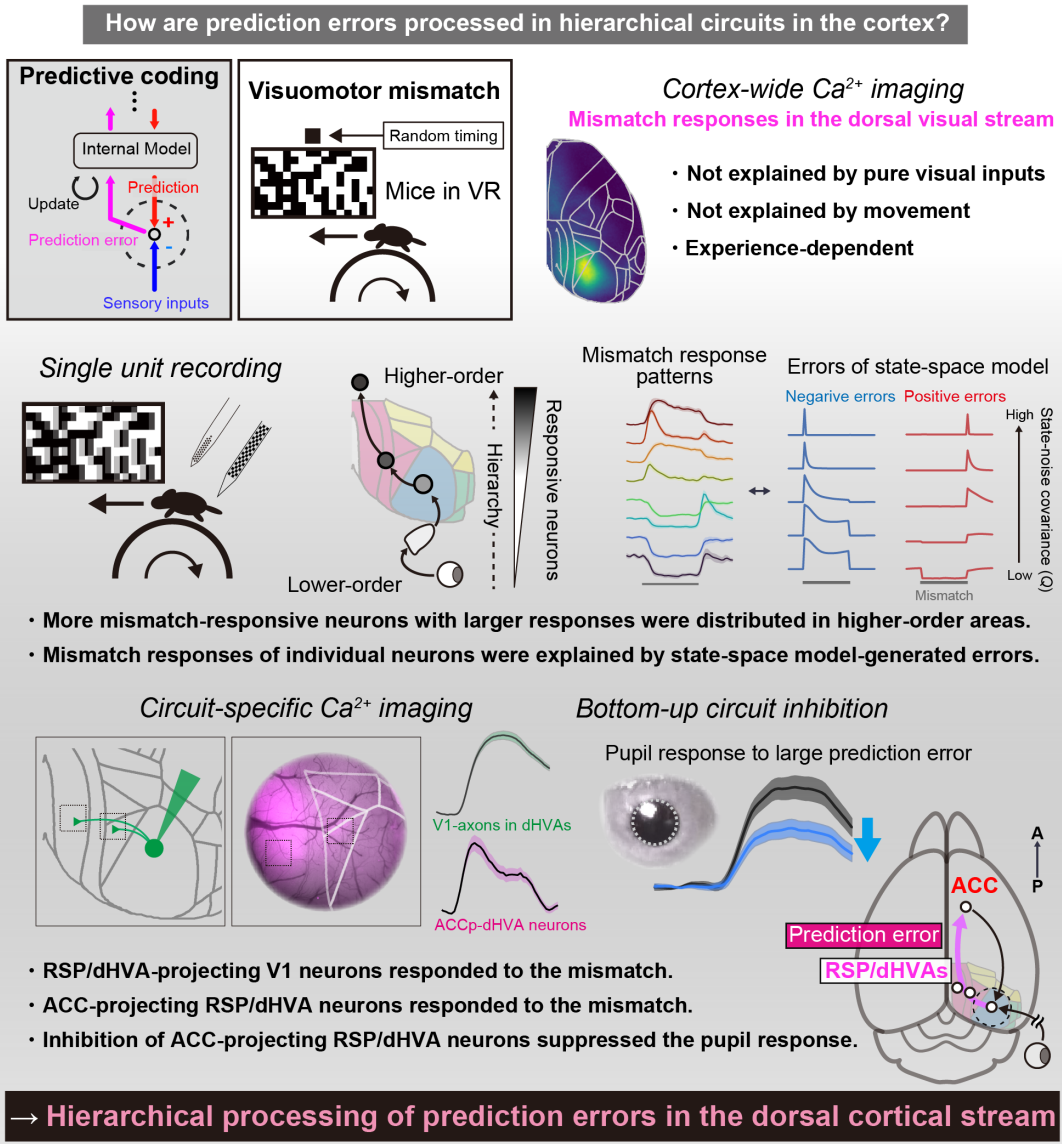 How are prediction errors processed in hierarchical circuits in the cortex?
Predictive coding
Internal Model
Update
Prediction
+
Prediction error
-
Sensory inputs
Visuomotor mismatch
Random timing
Mice in VR
Cortex-wide Ca2+ imaging
Mismatch responses in the dorsal visual stream
・Not explained by pure visual inputs
・Not explained by movement
・Experience-dependent
Single unit recording
Higher-order
Hierarchy
Responsive neurons
Lower-order
Mismatch response
patterns
Errors of state-space model
Negarive errors
Positive errors
High
Low
State-noise
covariance (Q)
Mismatch
・More mismatch-responsive neurons with larger responses were distributed in higher-order areas.
・Mismatch responses of individual neurons were explained by state-space model-generated errors.
Circuit-specific Ca2+ imaging
V1-axons in dHVAs
ACCp-dHVA neurons
Bottom-up circuit inhibition
Pupil response to large prediction error
A
P
ACC
Prediction error
RSP/dHVAs
・RSP/dHVA-projecting V1 neurons responded to the mismatch.
・ACC-projecting RSP/dHVA neurons responded to the mismatch.
・Inhibition of ACC-projecting RSP/dHVA neurons suppressed the pupil response.
→ Hierarchical processing of prediction errors in the dorsal cortical stream